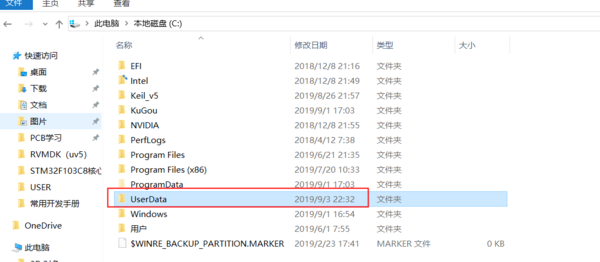 文件 主页 共享 查看
此电脑 本地磁盘 (C:)
名称 修改日期 类型 大小
快速访问
桌面
下载
文档
图片
PCB学习
RVMDK（uv5）
STM32F103C8核心
USER
常用开发手册
OneDrive
此电脑
EFI 2018/12/8 21:16 文件夹
Intel 2018/12/8 21:49 文件夹
Keil_v5 2019/8/26 21:57 文件夹
KuGou 2019/9/1 17:03 文件夹
NVIDIA 2018/12/8 21:55 文件夹
PerfLogs 2018/4/12 7:38 文件夹
Program Files 2019/6/21 21:35 文件夹
Program Files (x86) 2019/7/20 10:33 文件夹
ProgramData 2019/9/1 17:03 文件夹
UserData 2019/9/3 22:32 文件夹
Windows 2019/9/1 16:54 文件夹
用户 2019/6/1 7:55 文件夹
$WINRE_BACKUP_PARTITION.MARKER 2019/2/23 17:41 MARKER 文件 0 KB